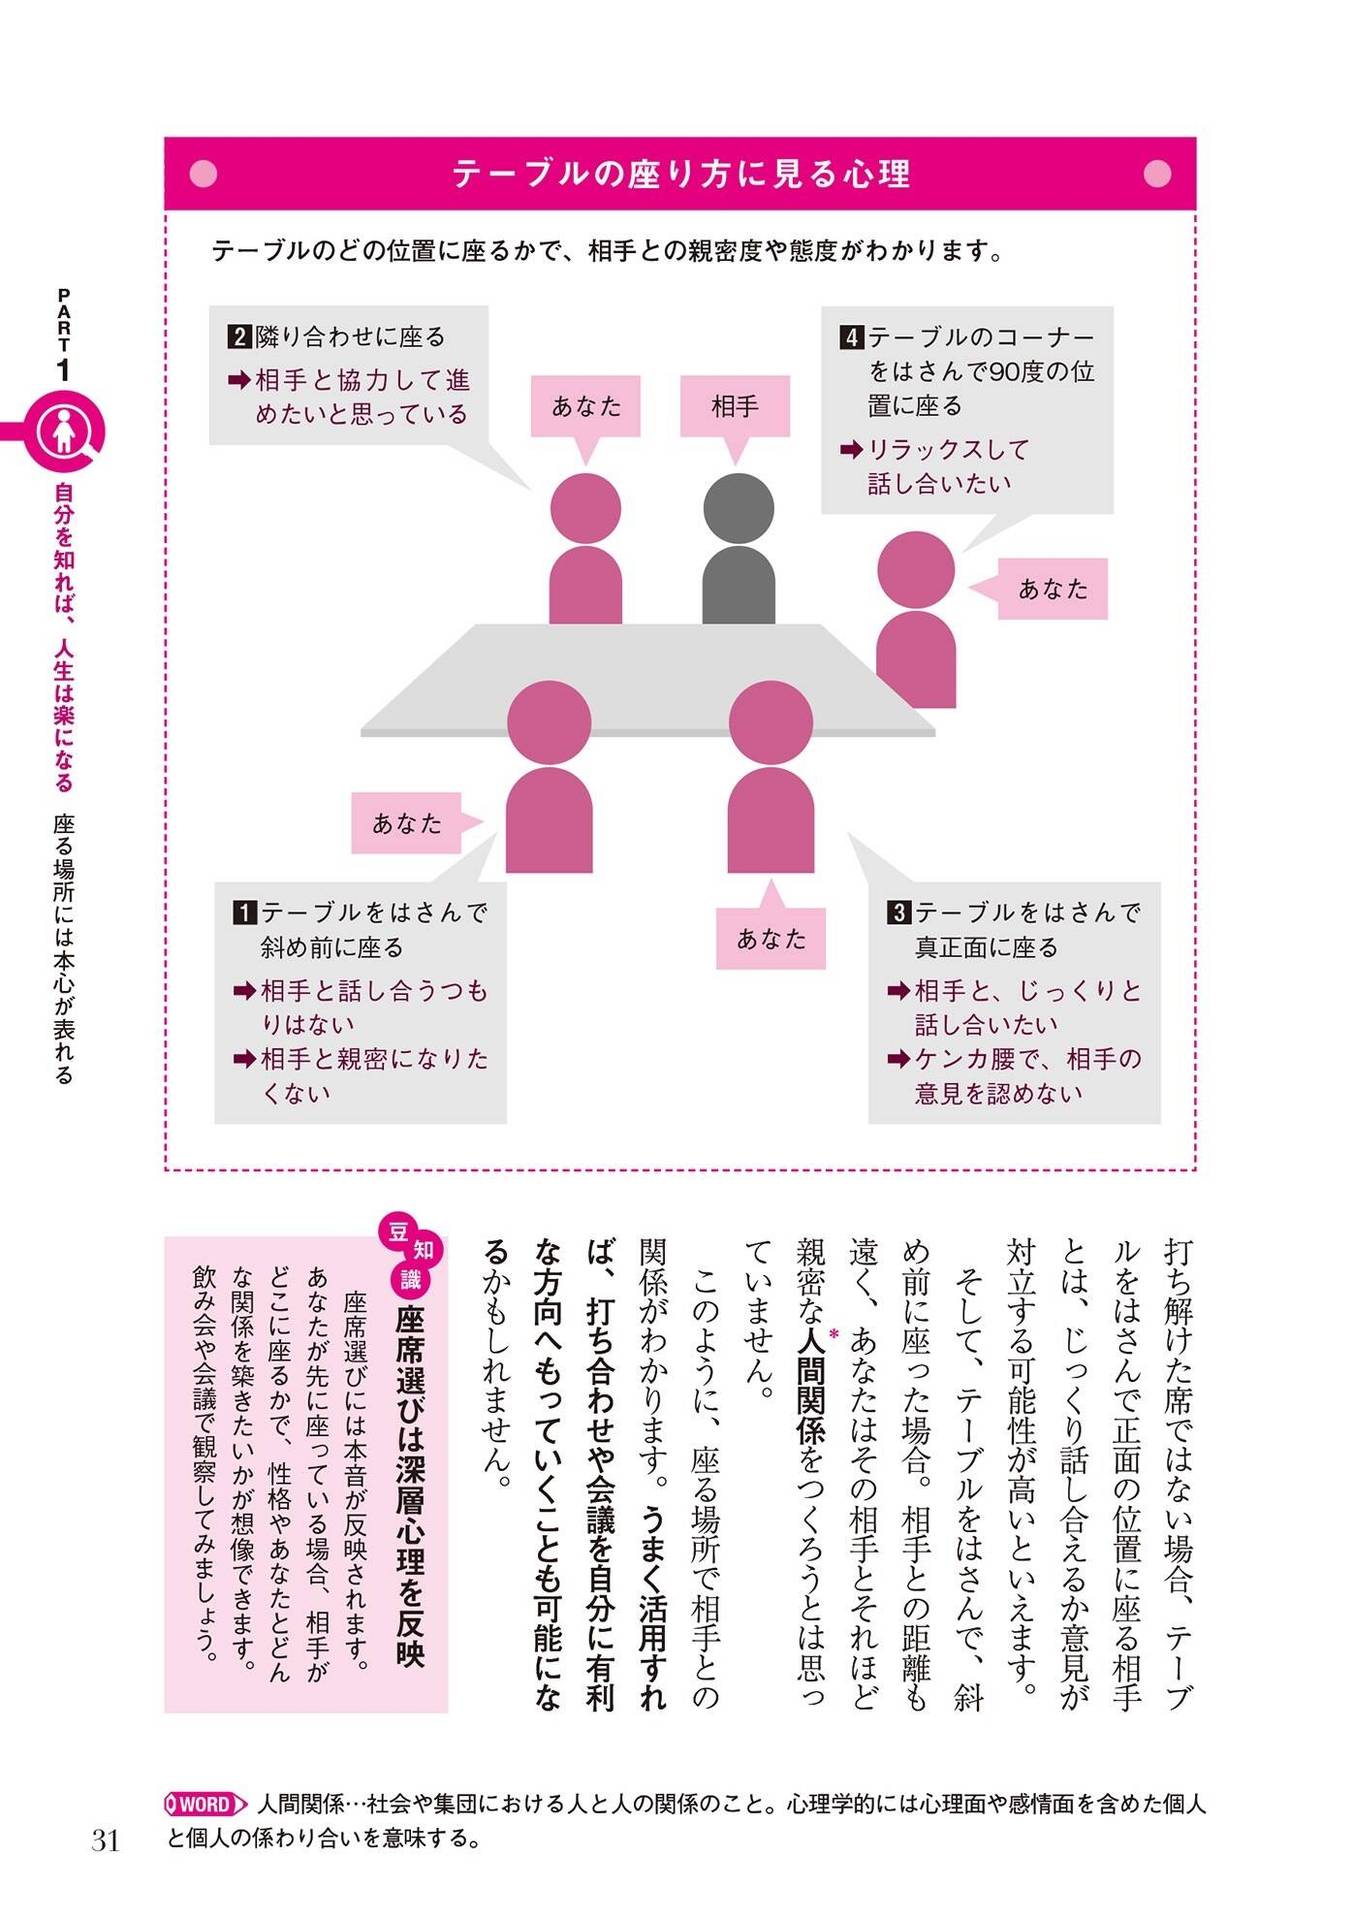 テーブルの座り方に見る心理
テーブルのどの位置に座るかで、相手との親密度や態度がわかります。
2隣り合わせに座る
➡相手と協力して進
めたいと思っている
あなた
相手
4テーブルのコーナー
をはさんで90度の位
置に座る
➡リラックスして
話し合いたい
あなた
あなた
1テーブルをはさんで
斜め前に座る
➡相手と話し合うつも
りはない
➡相手と親密になりた
くない
あなた
3テーブルをはさんで
真正面に座る
➡相手と、じっくりと
話し合いたい
➡ケンカ腰で、相手の
意見を認めない
PART1
自分を知れば、人生は楽になる 座る場所には本心が表れる
打ち解けた席ではない場合、テーブ
ルをはさんで正面の位置に座る相手
とは、じっくり話し合えるか意見が
対立する可能性が高いといえます。
そして、テーブルをはさんで、斜
め前に座った場合。相手との距離も
遠く、あなたはその相手とそれほど
親密な人間関係*をつくろうとは思っ
ていません。
このように、座る場所で相手との
関係がわかります。うまく活用すれ
ば、打ち合わせや会議を自分に有利
な方向へもっていくことも可能にな
るかもしれません。
豆知識
座席選びは深層心理を反映
座席選びには本音が反映されます。
あなたが先に座っている場合、相手が
どこに座るかで、性格やあなたとどん
な関係を築きたいかが想像できます。
飲み会や会議で観察してみましょう。
WORD 人間関係…社会や集団における人と人の関係のこと。心理学的には心理面や感情面を含めた個人
と個人の係わり合いを意味する。
31